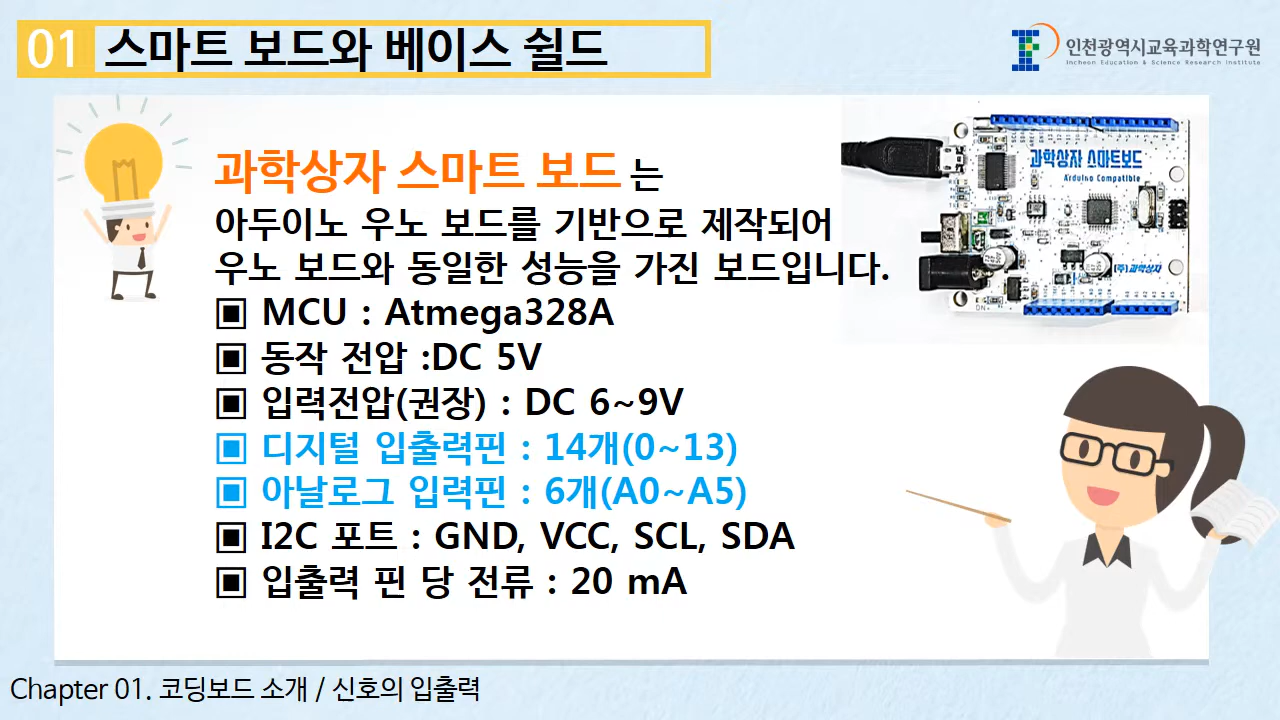 01 스마트 보드와 베이스 쉴드
인천광역시교육과학연구원
Incheon Education & Science Research Institute
과학상자 스마트 보드 는
아두이노 우노 보드를 기반으로 제작되어
우노 보드와 동일한 성능을 가진 보드입니다.
▣ MCU : Atmega328A
▣ 동작 전압 :DC 5V
▣ 입력전압(권장) : DC 6~9V
▣ 디지털 입출력핀 : 14개(0~13)
▣ 아날로그 입력핀 : 6개(A0~A5)
▣ I2C 포트 : GND, VCC, SCL, SDA
▣ 입출력 핀 당 전류 : 20 mA
과학상자 스마트보드
Arduino Compatible
(주)과학상자
Chapter 01. 코딩보드 소개 / 신호의 입출력